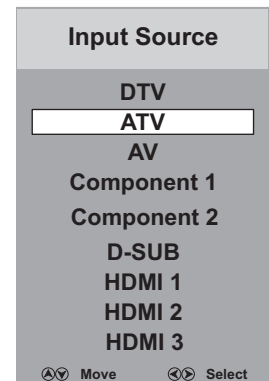 Input Source
DTV
ATV
AV
Component 1
Component 2
D-SUB
HDMI 1
HDMI 2
HDMI 3
Move Select